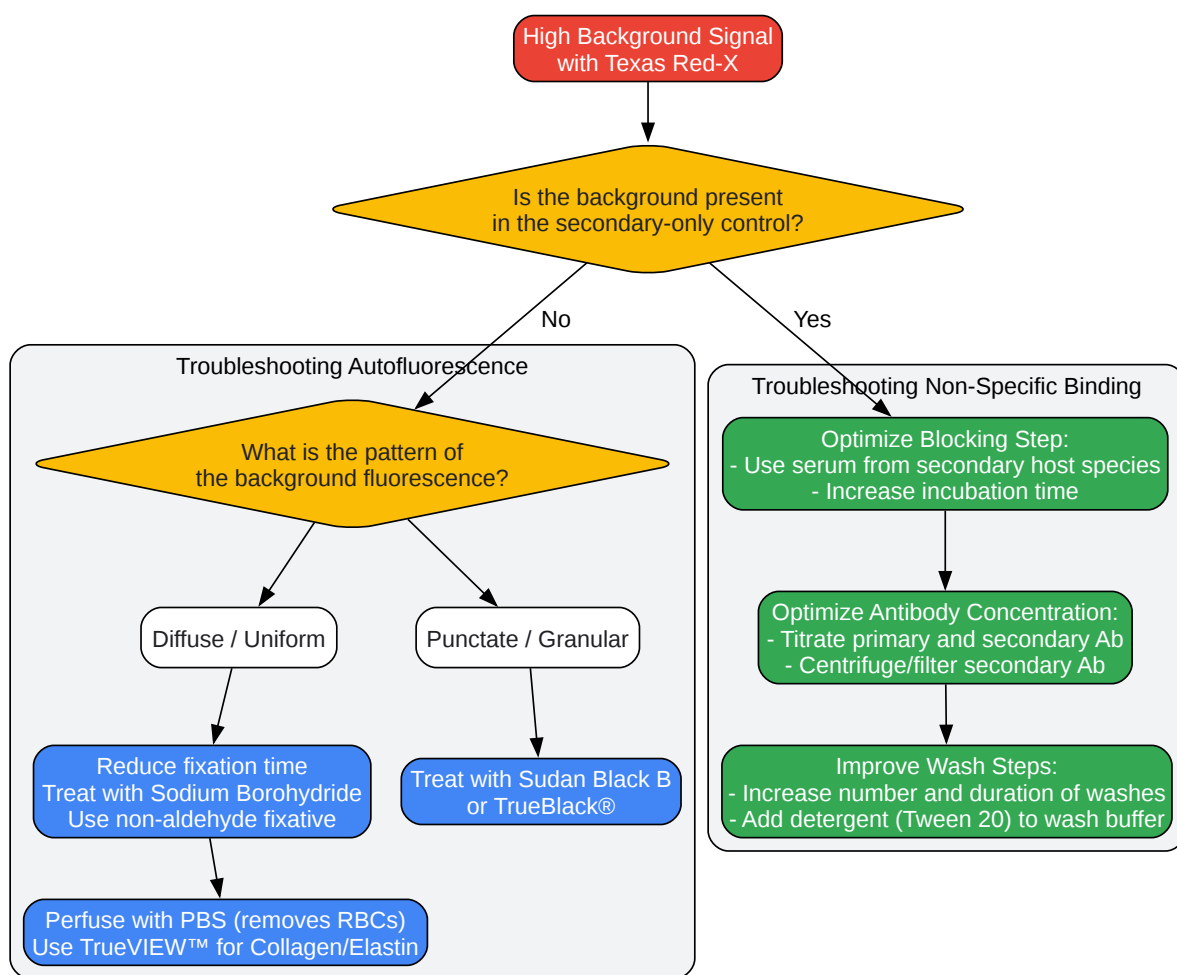 High Background Signal
with Texas Red-X
Is the background present
in the secondary-only control?
No
Yes
Troubleshooting Autofluorescence
What is the pattern of
the background fluorescence?
Diffuse / Uniform
Punctate / Granular
Reduce fixation time
Treat with Sodium Borohydride
Use non-aldehyde fixative
Treat with Sudan Black B
or TrueBlack®
Perfuse with PBS (removes RBCs)
Use TrueVIEW™ for Collagen/Elastin
Troubleshooting Non-Specific Binding
Optimize Blocking Step:
- Use serum from secondary host species
- Increase incubation time
Optimize Antibody Concentration:
- Titrate primary and secondary Ab
- Centrifuge/filter secondary Ab
Improve Wash Steps:
- Increase number and duration of washes
- Add detergent (Tween 20) to wash buffer